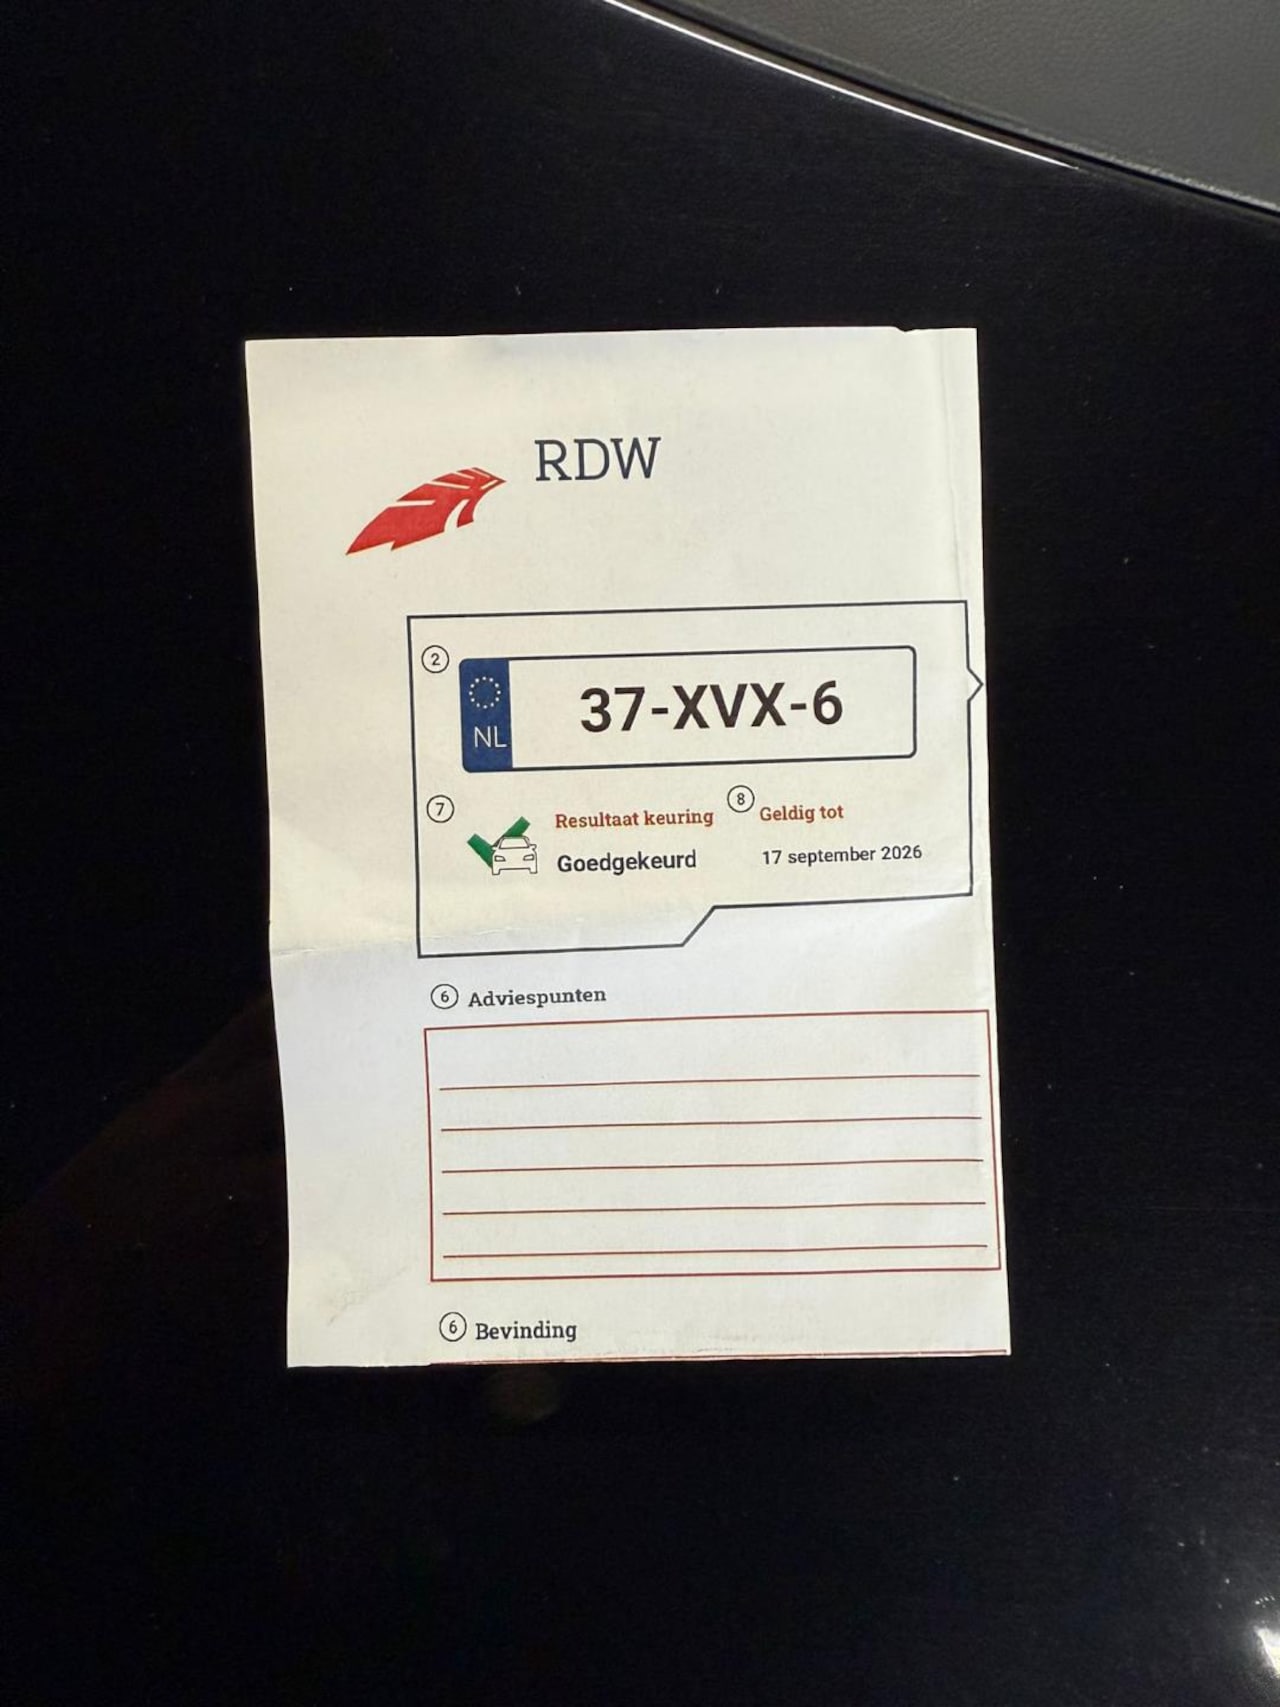 RDW
2
NL
37-XVX-6
7
Resultaat keuring
8
Geldig tot
Goedgekeurd
17 september 2026
6 Adviespunten
6 Bevinding